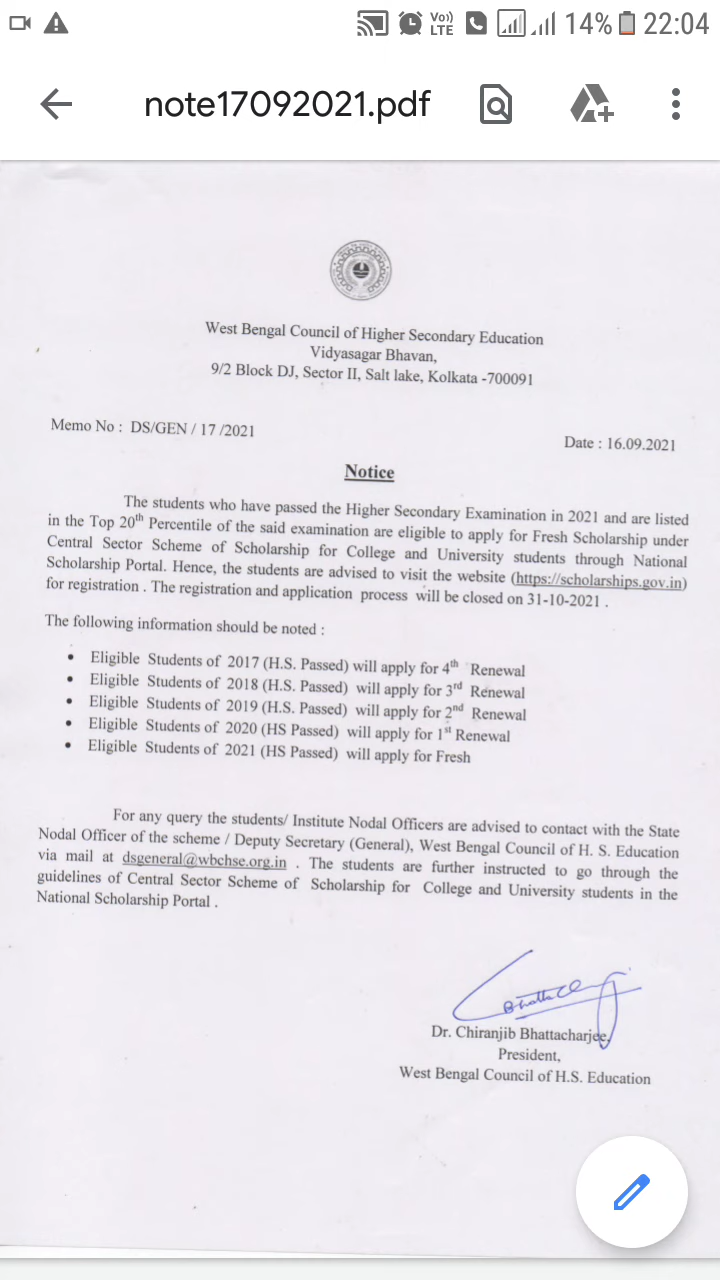 Vo))
LTE
14% 22:04
note17092021.pdf
West Bengal Council of Higher Secondary Education
Vidyasagar Bhavan,
9/2 Block DJ, Sector II, Salt lake, Kolkata -700091
Memo No : DS/GEN / 17 /2021
Date : 16.09.2021
Notice
The students who have passed the Higher Secondary Examination in 2021 and are listed
in the Top 20th Percentile of the said examination are eligible to apply for Fresh Scholarship under
Central Sector Scheme of Scholarship for College and University students through National
Scholarship Portal. Hence, the students are advised to visit the website (https://scholarships.gov.in)
for registration . The registration and application process will be closed on 31-10-2021 .
The following information should be noted :
• Eligible Students of 2017 (H.S. Passed) will apply for 4th Renewal
• Eligible Students of 2018 (H.S. Passed) will apply for 3rd Renewal
• Eligible Students of 2019 (H.S. Passed) will apply for 2nd Renewal
• Eligible Students of 2020 (HS Passed) will apply for 1st Renewal
• Eligible Students of 2021 (HS Passed) will apply for Fresh
For any query the students/ Institute Nodal Officers are advised to contact with the State
Nodal Officer of the scheme / Deputy Secretary (General), West Bengal Council of H. S. Education
via mail at dsgeneral@wbchse.org.in . The students are further instructed to go through the
guidelines of Central Sector Scheme of Scholarship for College and University students in the
National Scholarship Portal .
Dr. Chiranjib Bhattacharjee,
President,
West Bengal Council of H.S. Education